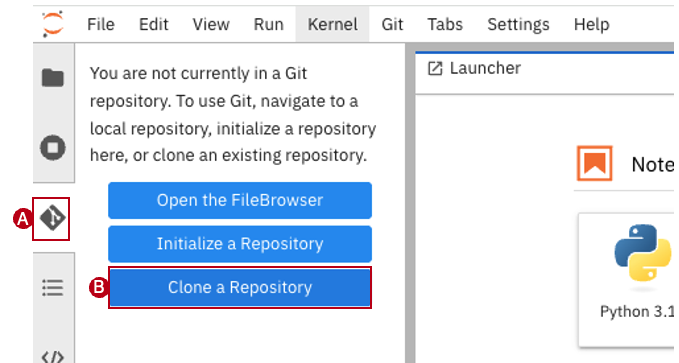 File Edit View Run Kernel Git Tabs Settings Help
You are not currently in a Git
repository. To use Git, navigate to a
local repository, initialize a repository
here, or clone an existing repository.
Open the FileBrowser
Initialize a Repository
Clone a Repository
A
B
Launcher
Note
Python 3.1